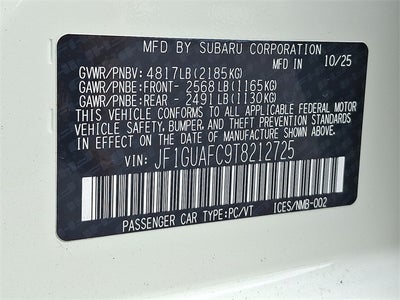 MFD. BY SUBARU CORPORATION 10/25
GVWR/PNBV: 4817LB (2185KG)
GAWR/PNBE: FRONT- 2568 LB (1165KG)
GAWR/PNBE: REAR - 2491 LB (1130KG)
THIS VEHICLE CONFORMS TO ALL APPLICABLE FEDERAL MOTOR
VEHICLE SAFETY, BUMPER, AND THEFT PREVENTION STANDARDS
IN EFFECT ON THE DATE OF MANUFACTURE SHOWN ABOVE.
VIN: JF1GUAFC9T8212725
PASSENGER CAR TYPE:PC/VT ICES/NMB-002